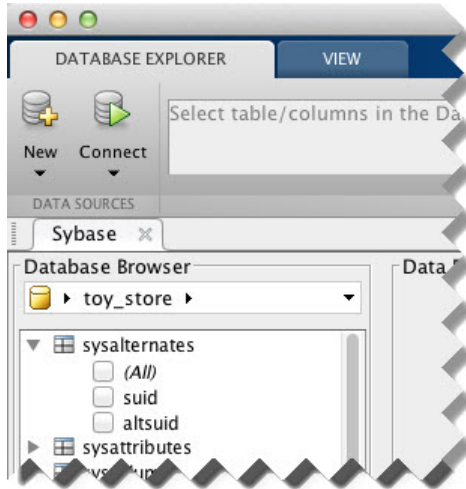 DATABASE EXPLORER VIEW
Select table/columns in the Da
New Connect
DATA SOURCES
Sybase
Database Browser Data
toy_store
sysalternates
(All)
suid
altsuid
sysattributes